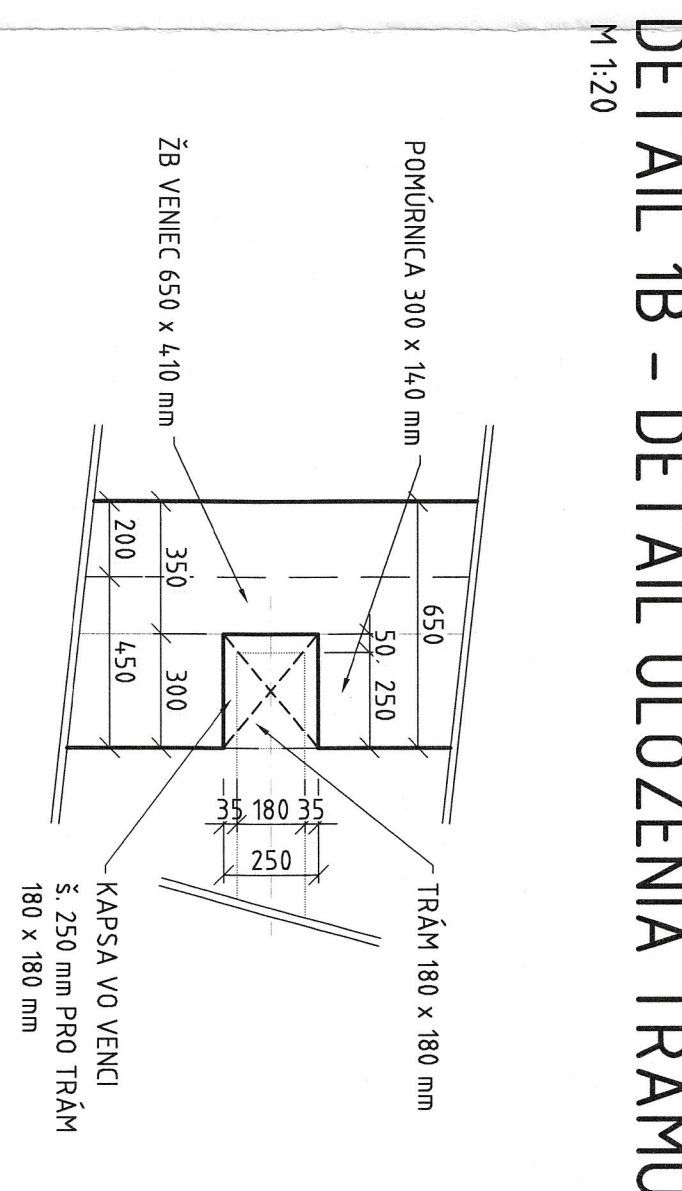 DETAIL 1B - DETAIL ULOŽENIA TRÁMU
M 1:20
POMÚRNICA 300 x 140 mm
ŽB VENIEC 650 x 410 mm
TRÁM 180 x 180 mm
KAPSA VO VENCI
Š. 250 mm PRO TRÁM
180 x 180 mm
650
50
250
350
300
200
450
35
180
35
250